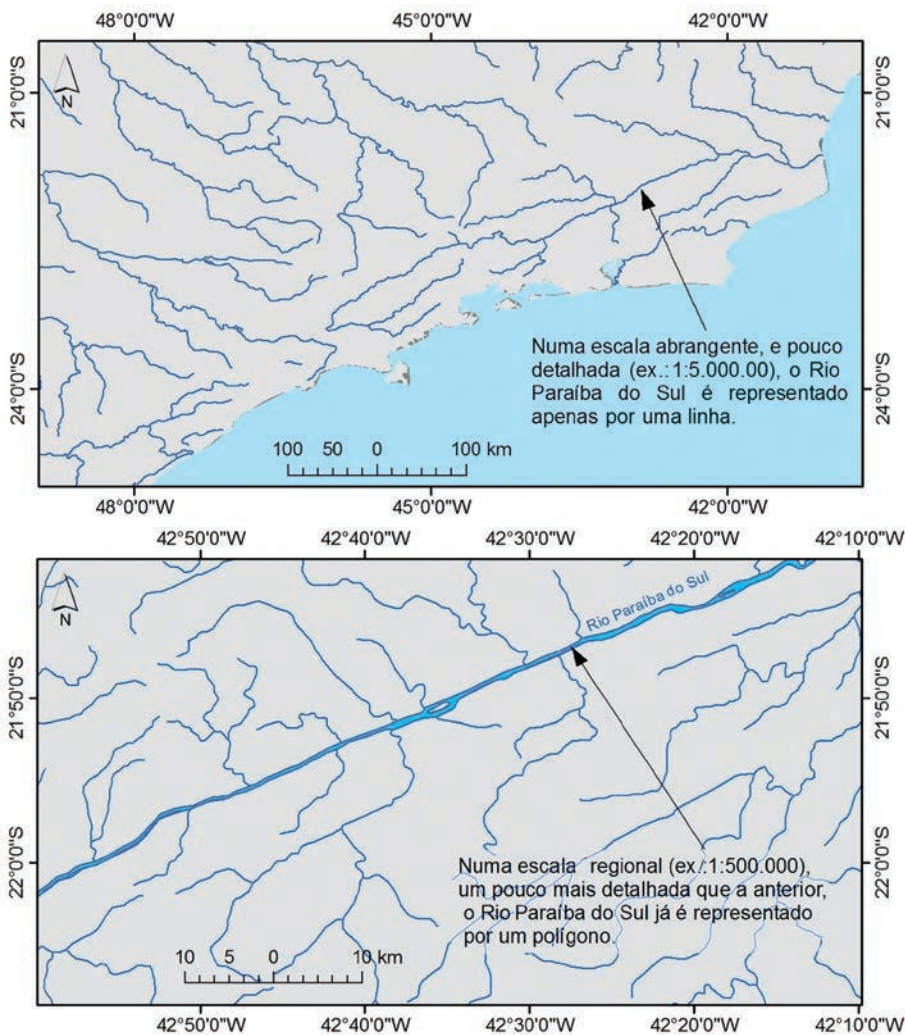 48°0'0"W 45°0'0"W 42°0'0"W
21°0'0"S 21°0'0"S
N
Numa escala abrangente, e pouco
detalhada (ex.:1:5.000.00), o Rio
Paraíba do Sul é representado
apenas por uma linha.
24°0'0"S 24°0'0"S
100 50 0 100 km
48°0'0"W 45°0'0"W 42°0'0"W
42°50'0"W 42°40'0"W 42°30'0"W 42°20'0"W 42°10'0"W
N
Rio Paraíba do Sul
21°50'0"S 21°50'0"S
22°0'0"S 22°0'0"S
Numa escala regional (ex.:1:500.000),
um pouco mais detalhada que a anterior,
o Rio Paraíba do Sul já é representado
por um polígono.
10 5 0 10 km
42°50'0"W 42°40'0"W 42°30'0"W 42°20'0"W 42°10'0"W